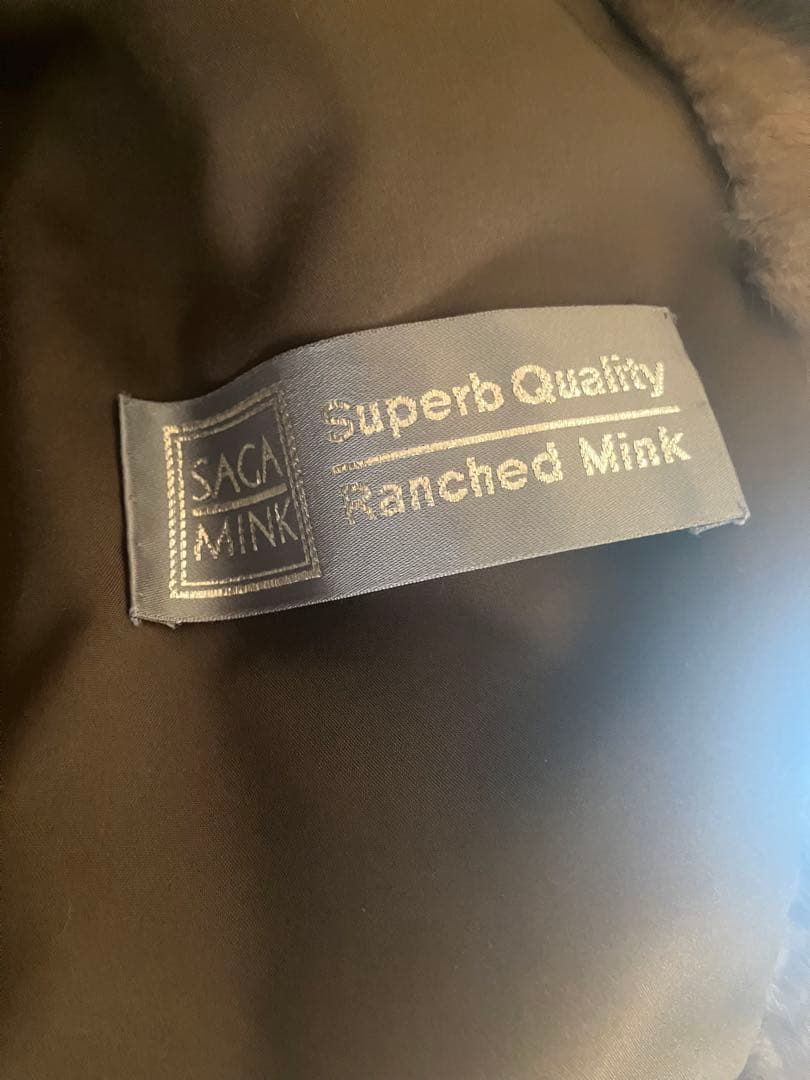 SAGA
MINK
Superb Quality
Ranched Mink